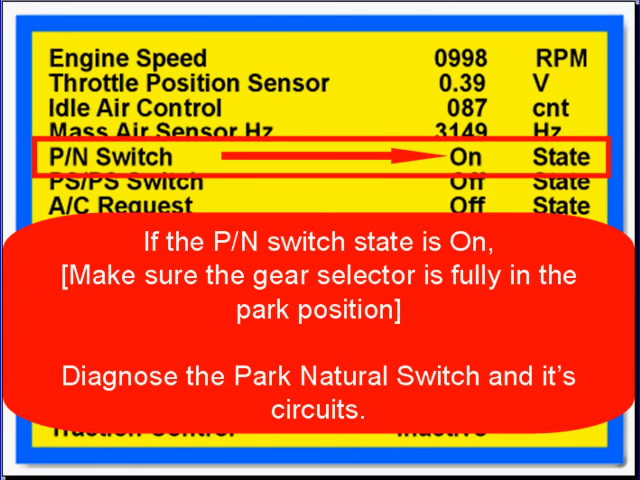 Engine Speed 0998 RPM
Throttle Position Sensor 0.39 V
Idle Air Control 087 cnt
Mass Air Sensor Hz 3149 Hz
P/N Switch On State
PS/PS Switch Off State
A/C Request Off State
If the P/N switch state is On,
[Make sure the gear selector is fully in the
park position]
Diagnose the Park Natural Switch and it's
circuits.
Traction Control Inactive